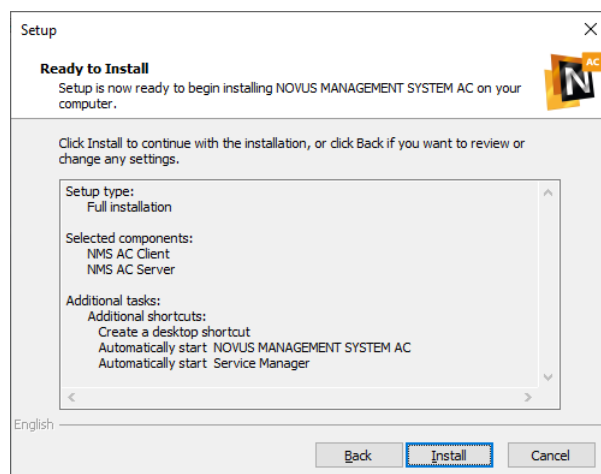 Setup
Ready to Install
Setup is now ready to begin installing NOVUS MANAGEMENT SYSTEM AC on your
computer.
AC
N
Click Install to continue with the installation, or click Back if you want to review or
change any settings.
Setup type:
Full installation
Selected components:
NMS AC Client
NMS AC Server
Additional tasks:
Additional shortcuts:
Create a desktop shortcut
Automatically start NOVUS MANAGEMENT SYSTEM AC
Automatically start Service Manager
English
Back
Install
Cancel